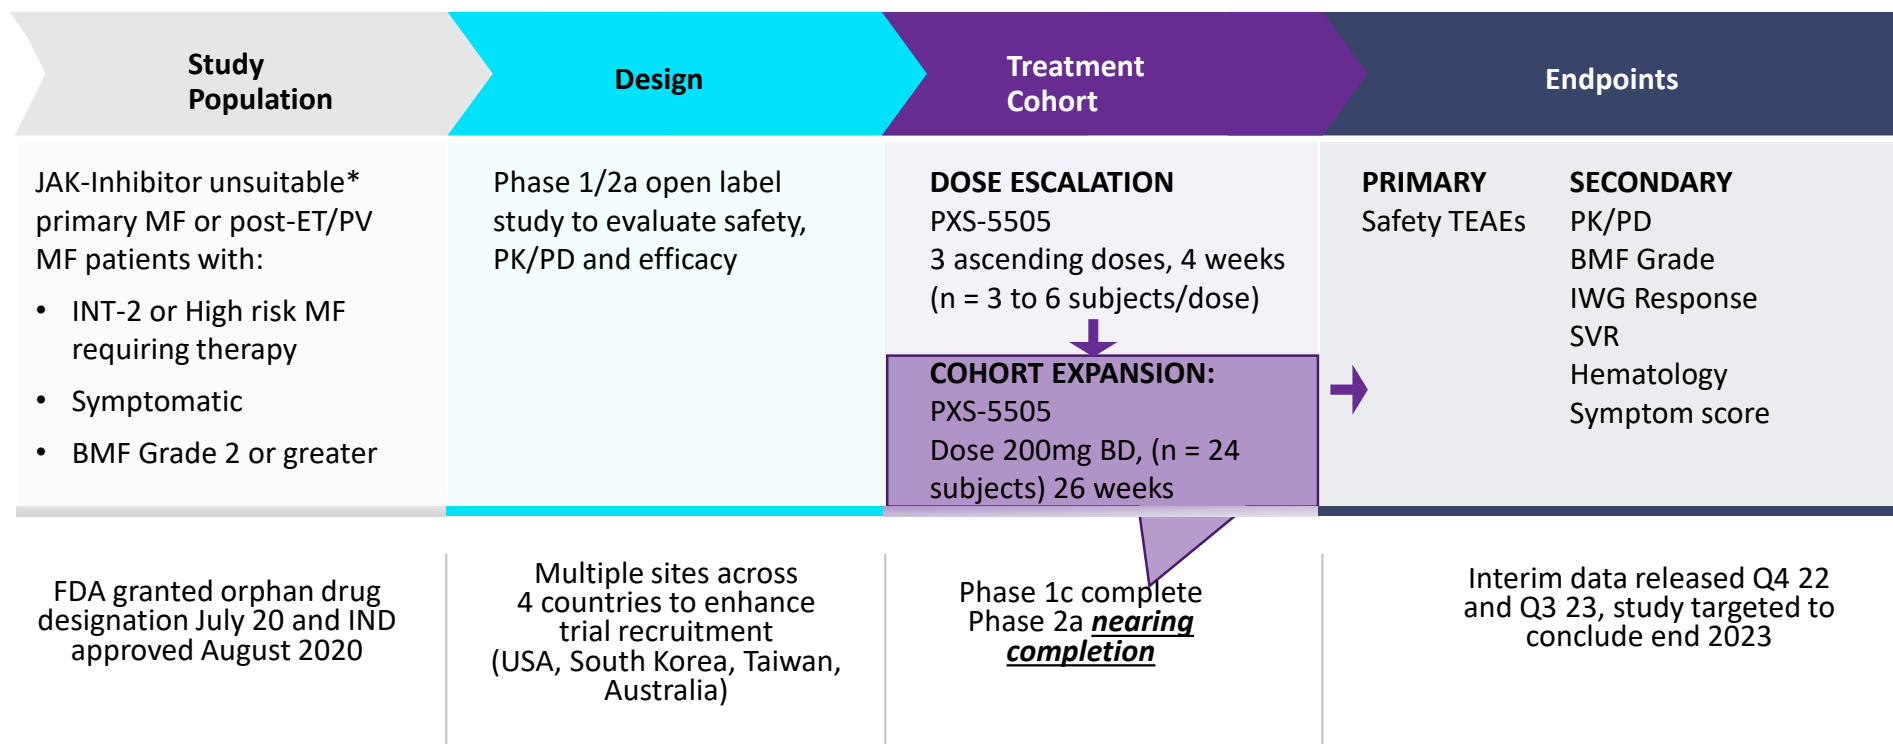 Study
Population
Design
Treatment
Cohort
Endpoints
JAK-Inhibitor unsuitable*
primary MF or post-ET/PV
MF patients with:
• INT-2 or High risk MF
requiring therapy
• Symptomatic
• BMF Grade 2 or greater
Phase 1/2a open label
study to evaluate safety,
PK/PD and efficacy
DOSE ESCALATION
PXS-5505
3 ascending doses, 4 weeks
(n = 3 to 6 subjects/dose)
COHORT EXPANSION:
PXS-5505
Dose 200mg BD, (n = 24
subjects) 26 weeks
PRIMARY
Safety TEAEs
SECONDARY
PK/PD
BMF Grade
IWG Response
SVR
Hematology
Symptom score
FDA granted orphan drug
designation July 20 and IND
approved August 2020
Multiple sites across
4 countries to enhance
trial recruitment
(USA, South Korea, Taiwan,
Australia)
Phase 1c complete
Phase 2a nearing
completion
Interim data released Q4 22
and Q3 23, study targeted to
conclude end 2023